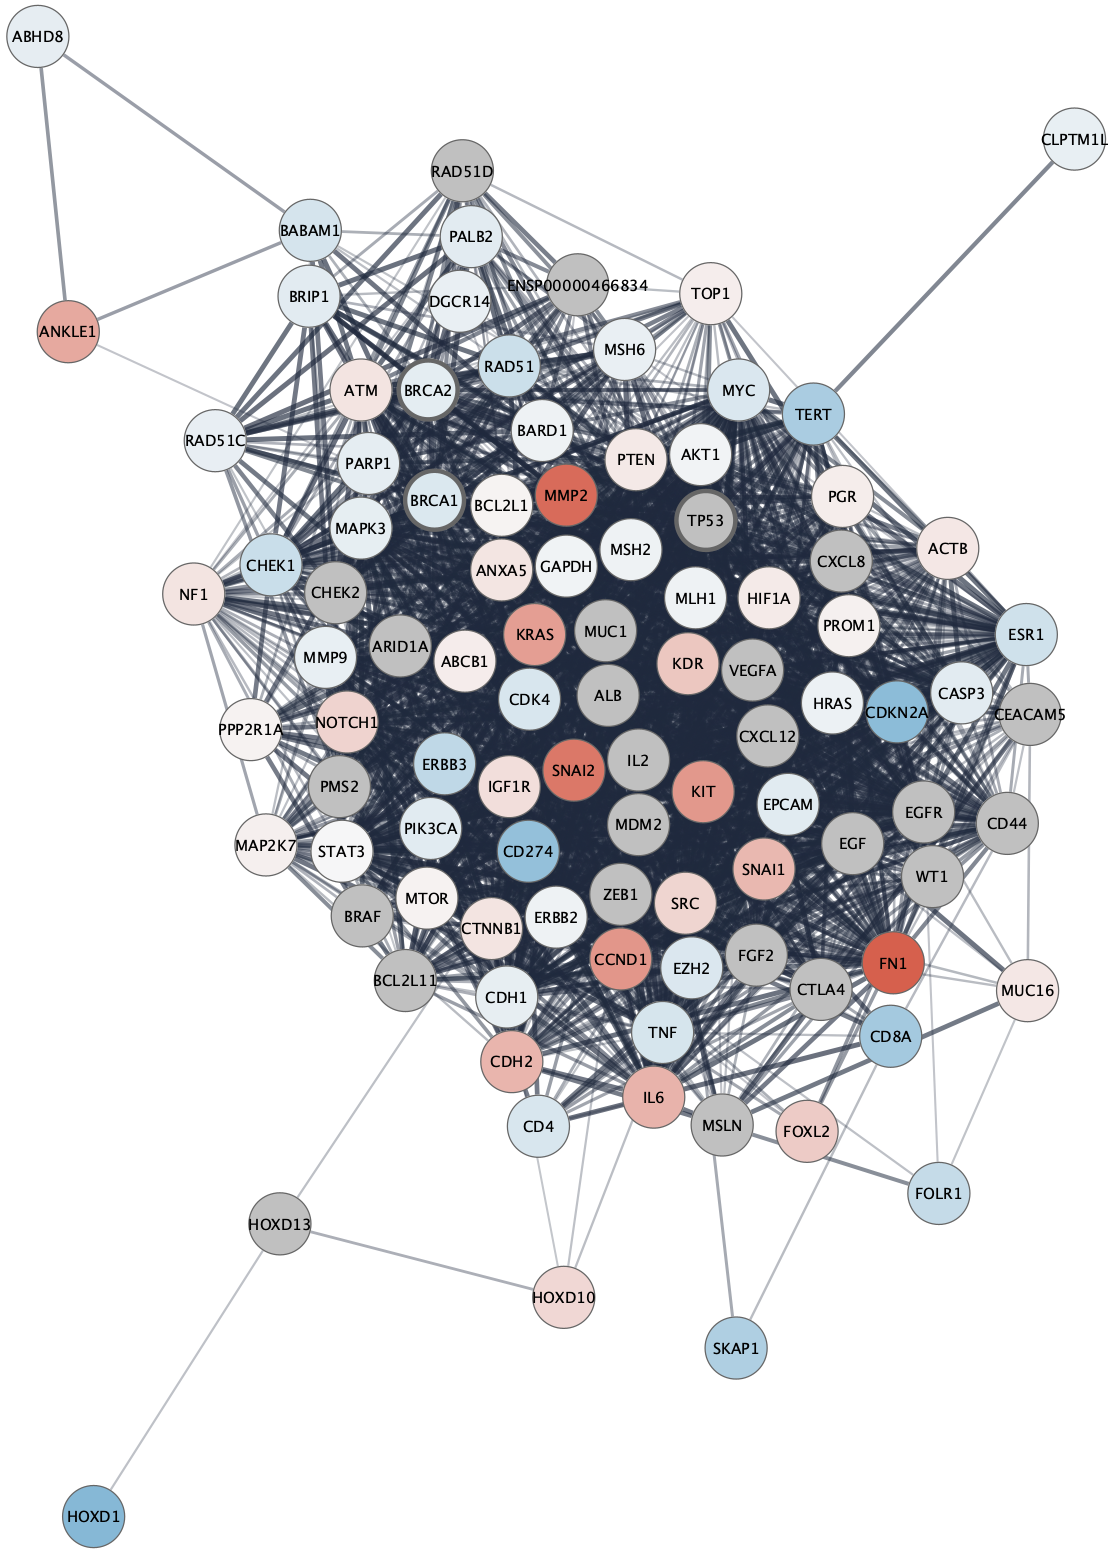 ABHD8
CLPTM1L
RAD51D
BABAM1
PALB2
ENSP00000466834
TOP1
BRIP1
DGCR14
ANKLE1
MSH6
RAD51
ATM
BRCA2
MYC
TERT
RAD51C
BARD1
PARP1
PTEN
AKT1
BRCA1
BCL2L1
MMP2
PGR
TP53
MAPK3
MSH2
ACTB
CHEK1
ANXA5
GAPDH
CXCL8
NF1
CHEK2
MLH1
HIF1A
PROM1
ESR1
KRAS
MUC1
ARID1A
MMP9
ABCB1
KDR
VEGFA
CASP3
CDK4
ALB
HRAS
CDKN2A
CEACAM5
NOTCH1
PPP2R1A
CXCL12
ERBB3
IL2
SNAI2
PMS2
IGF1R
KIT
EPCAM
EGFR
CD44
PIK3CA
MDM2
MAP2K7
STAT3
CD274
EGF
SNAI1
WT1
MTOR
ZEB1
SRC
BRAF
ERBB2
CTNNB1
CCND1
EZH2
FGF2
FN1
BCL2L11
CDH1
CTLA4
MUC16
TNF
CD8A
CDH2
IL6
CD4
MSLN
FOXL2
FOLR1
HOXD13
HOXD10
SKAP1
HOXD1